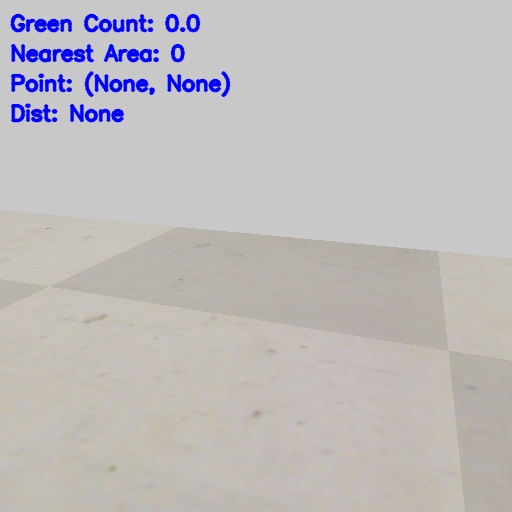 Green Count: 0.0
Nearest Area: 0
Point: (None, None)
Dist: None